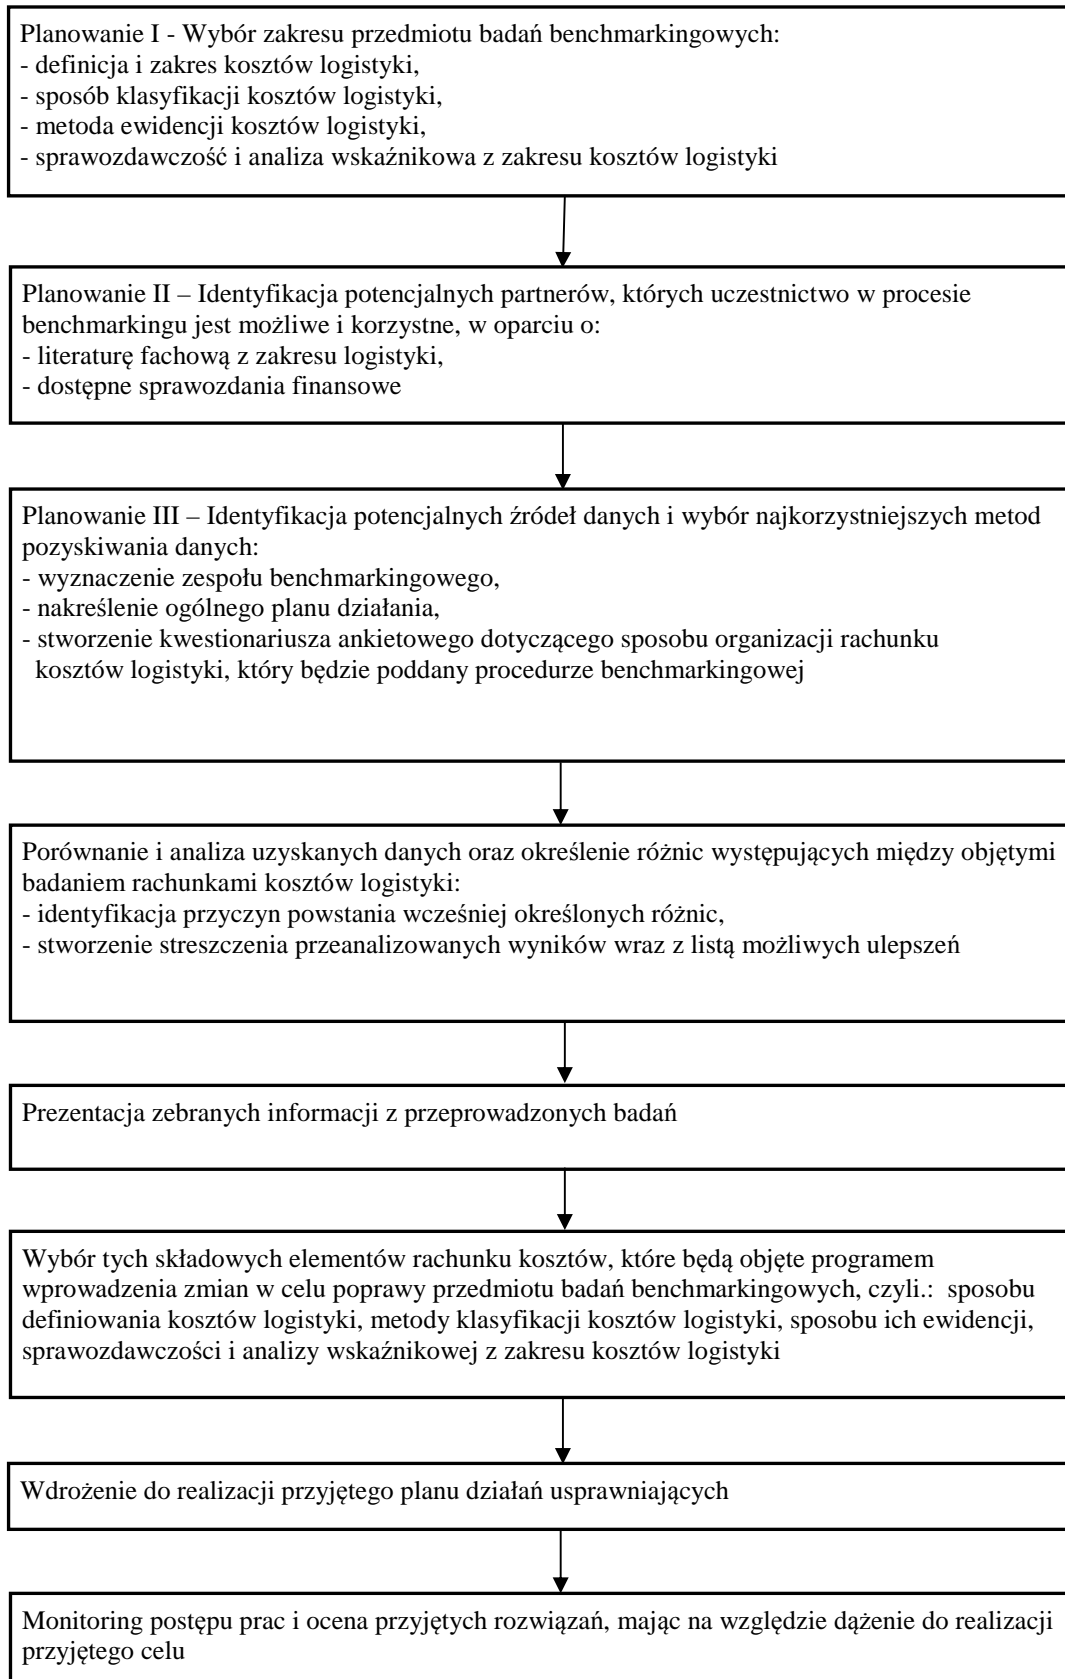 Planowanie I - Wybór zakresu przedmiotu badań benchmarkingowych:
- definicja i zakres kosztów logistyki,
- sposób klasyfikacji kosztów logistyki,
- metoda ewidencji kosztów logistyki,
- sprawozdawczość i analiza wskaźnikowa z zakresu kosztów logistyki
Planowanie II – Identyfikacja potencjalnych partnerów, których uczestnictwo w procesie
benchmarkingu jest możliwe i korzystne, w oparciu o:
- literaturę fachową z zakresu logistyki,
- dostępne sprawozdania finansowe
Planowanie III – Identyfikacja potencjalnych źródeł danych i wybór najkorzystniejszych metod
pozyskiwania danych:
- wyznaczenie zespołu benchmarkingowego,
- nakreślenie ogólnego planu działania,
- stworzenie kwestionariusza ankietowego dotyczącego sposobu organizacji rachunku
kosztów logistyki, który będzie poddany procedurze benchmarkingowej
Porównanie i analiza uzyskanych danych oraz określenie różnic występujących między objętymi
badaniem rachunkami kosztów logistyki:
- identyfikacja przyczyn powstania wcześniej określonych różnic,
- stworzenie streszczenia przeanalizowanych wyników wraz z listą możliwych ulepszeń
Prezentacja zebranych informacji z przeprowadzonych badań
Wybór tych składowych elementów rachunku kosztów, które będą objęte programem
wprowadzenia zmian w celu poprawy przedmiotu badań benchmarkingowych, czyli.:  sposobu
definiowania kosztów logistyki, metody klasyfikacji kosztów logistyki, sposobu ich ewidencji,
sprawozdawczości i analizy wskaźnikowej z zakresu kosztów logistyki
Wdrożenie do realizacji przyjętego planu działań usprawniających
Monitoring postępu prac i ocena przyjętych rozwiązań, mając na względzie dążenie do realizacji
przyjętego celu